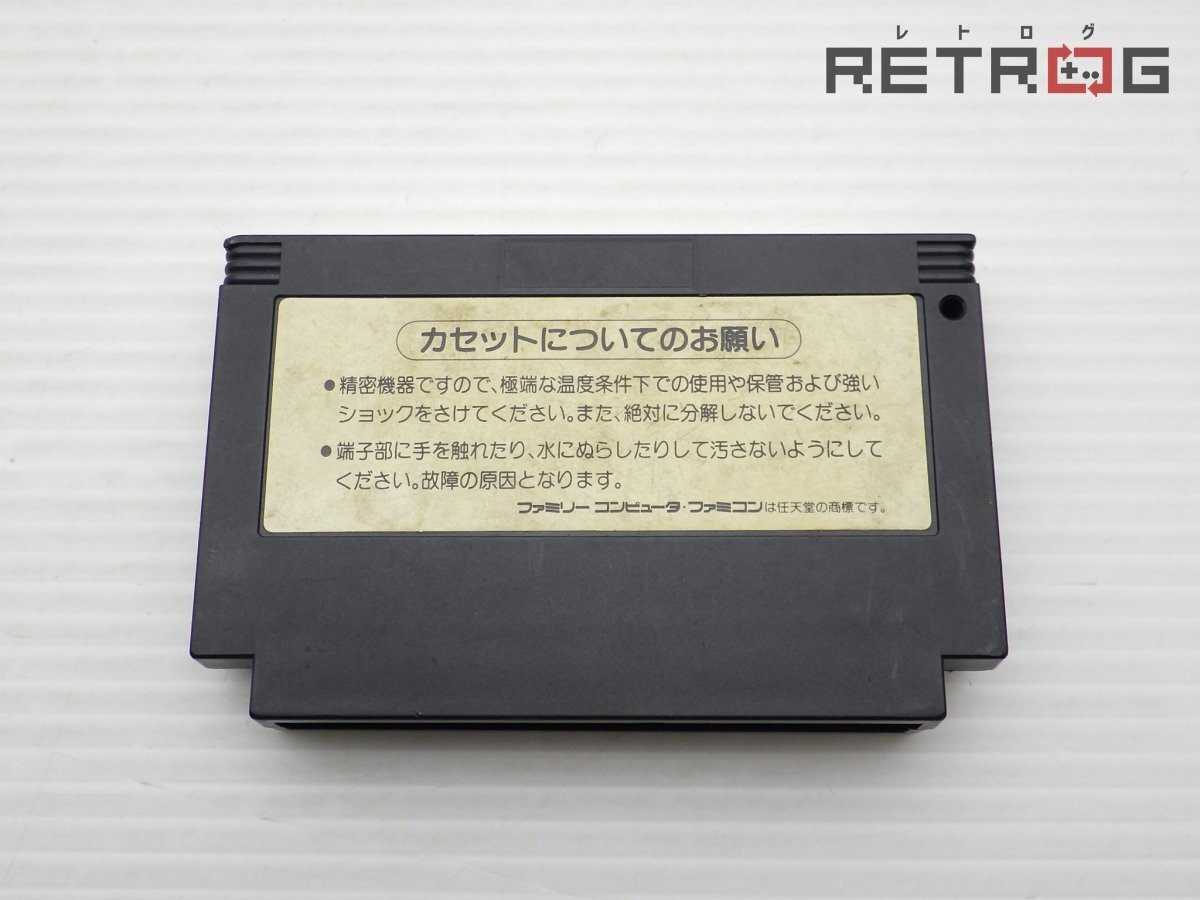 レトログ
RETROG
カセットについてのお願い
●精密機器ですので、極端な温度条件下での使用や保管および強い
ショックをさけてください。また、絶対に分解しないでください。
●端子部に手を触れたり、水にぬらしたりして汚さないようにして
ください。故障の原因となります。
ファミリー コンピュータ・ファミコンは任天堂の商標です。